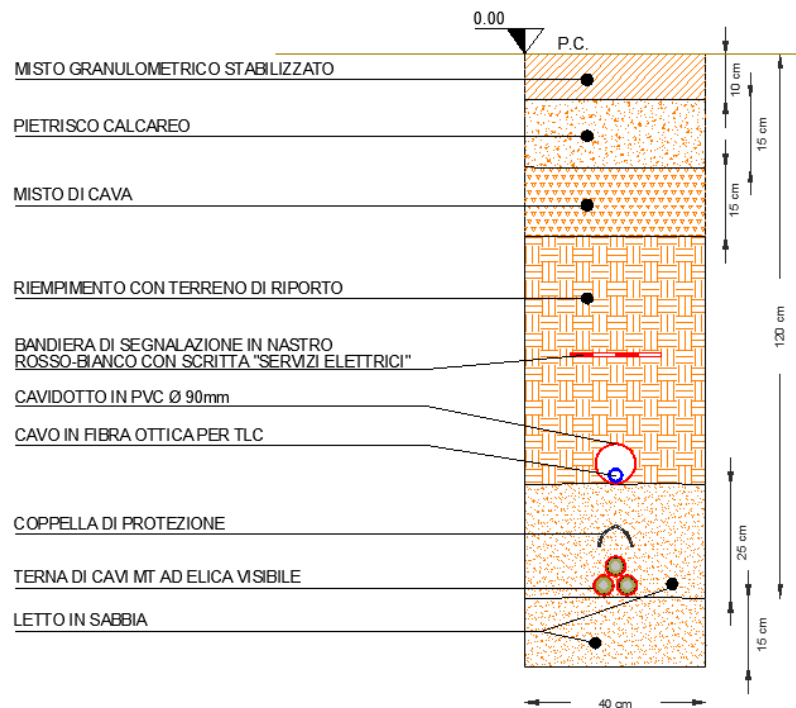 0.00
P.C.
MISTO GRANULOMETRICO STABILIZZATO
10 cm
PIETRISCO CALCAREO
15 cm
MISTO DI CAVA
15 cm
RIEMPIMENTO CON TERRENO DI RIPORTO
120 cm
BANDIERA DI SEGNALAZIONE IN NASTRO
ROSSO-BIANCO CON SCRITTA "SERVIZI ELETTRICI"
CAVIDOTTO IN PVC Ø 90mm
CAVO IN FIBRA OTTICA PER TLC
COPPELLA DI PROTEZIONE
25 cm
TERNA DI CAVI MT AD ELICA VISIBILE
LETTO IN SABBIA
15 cm
40 cm